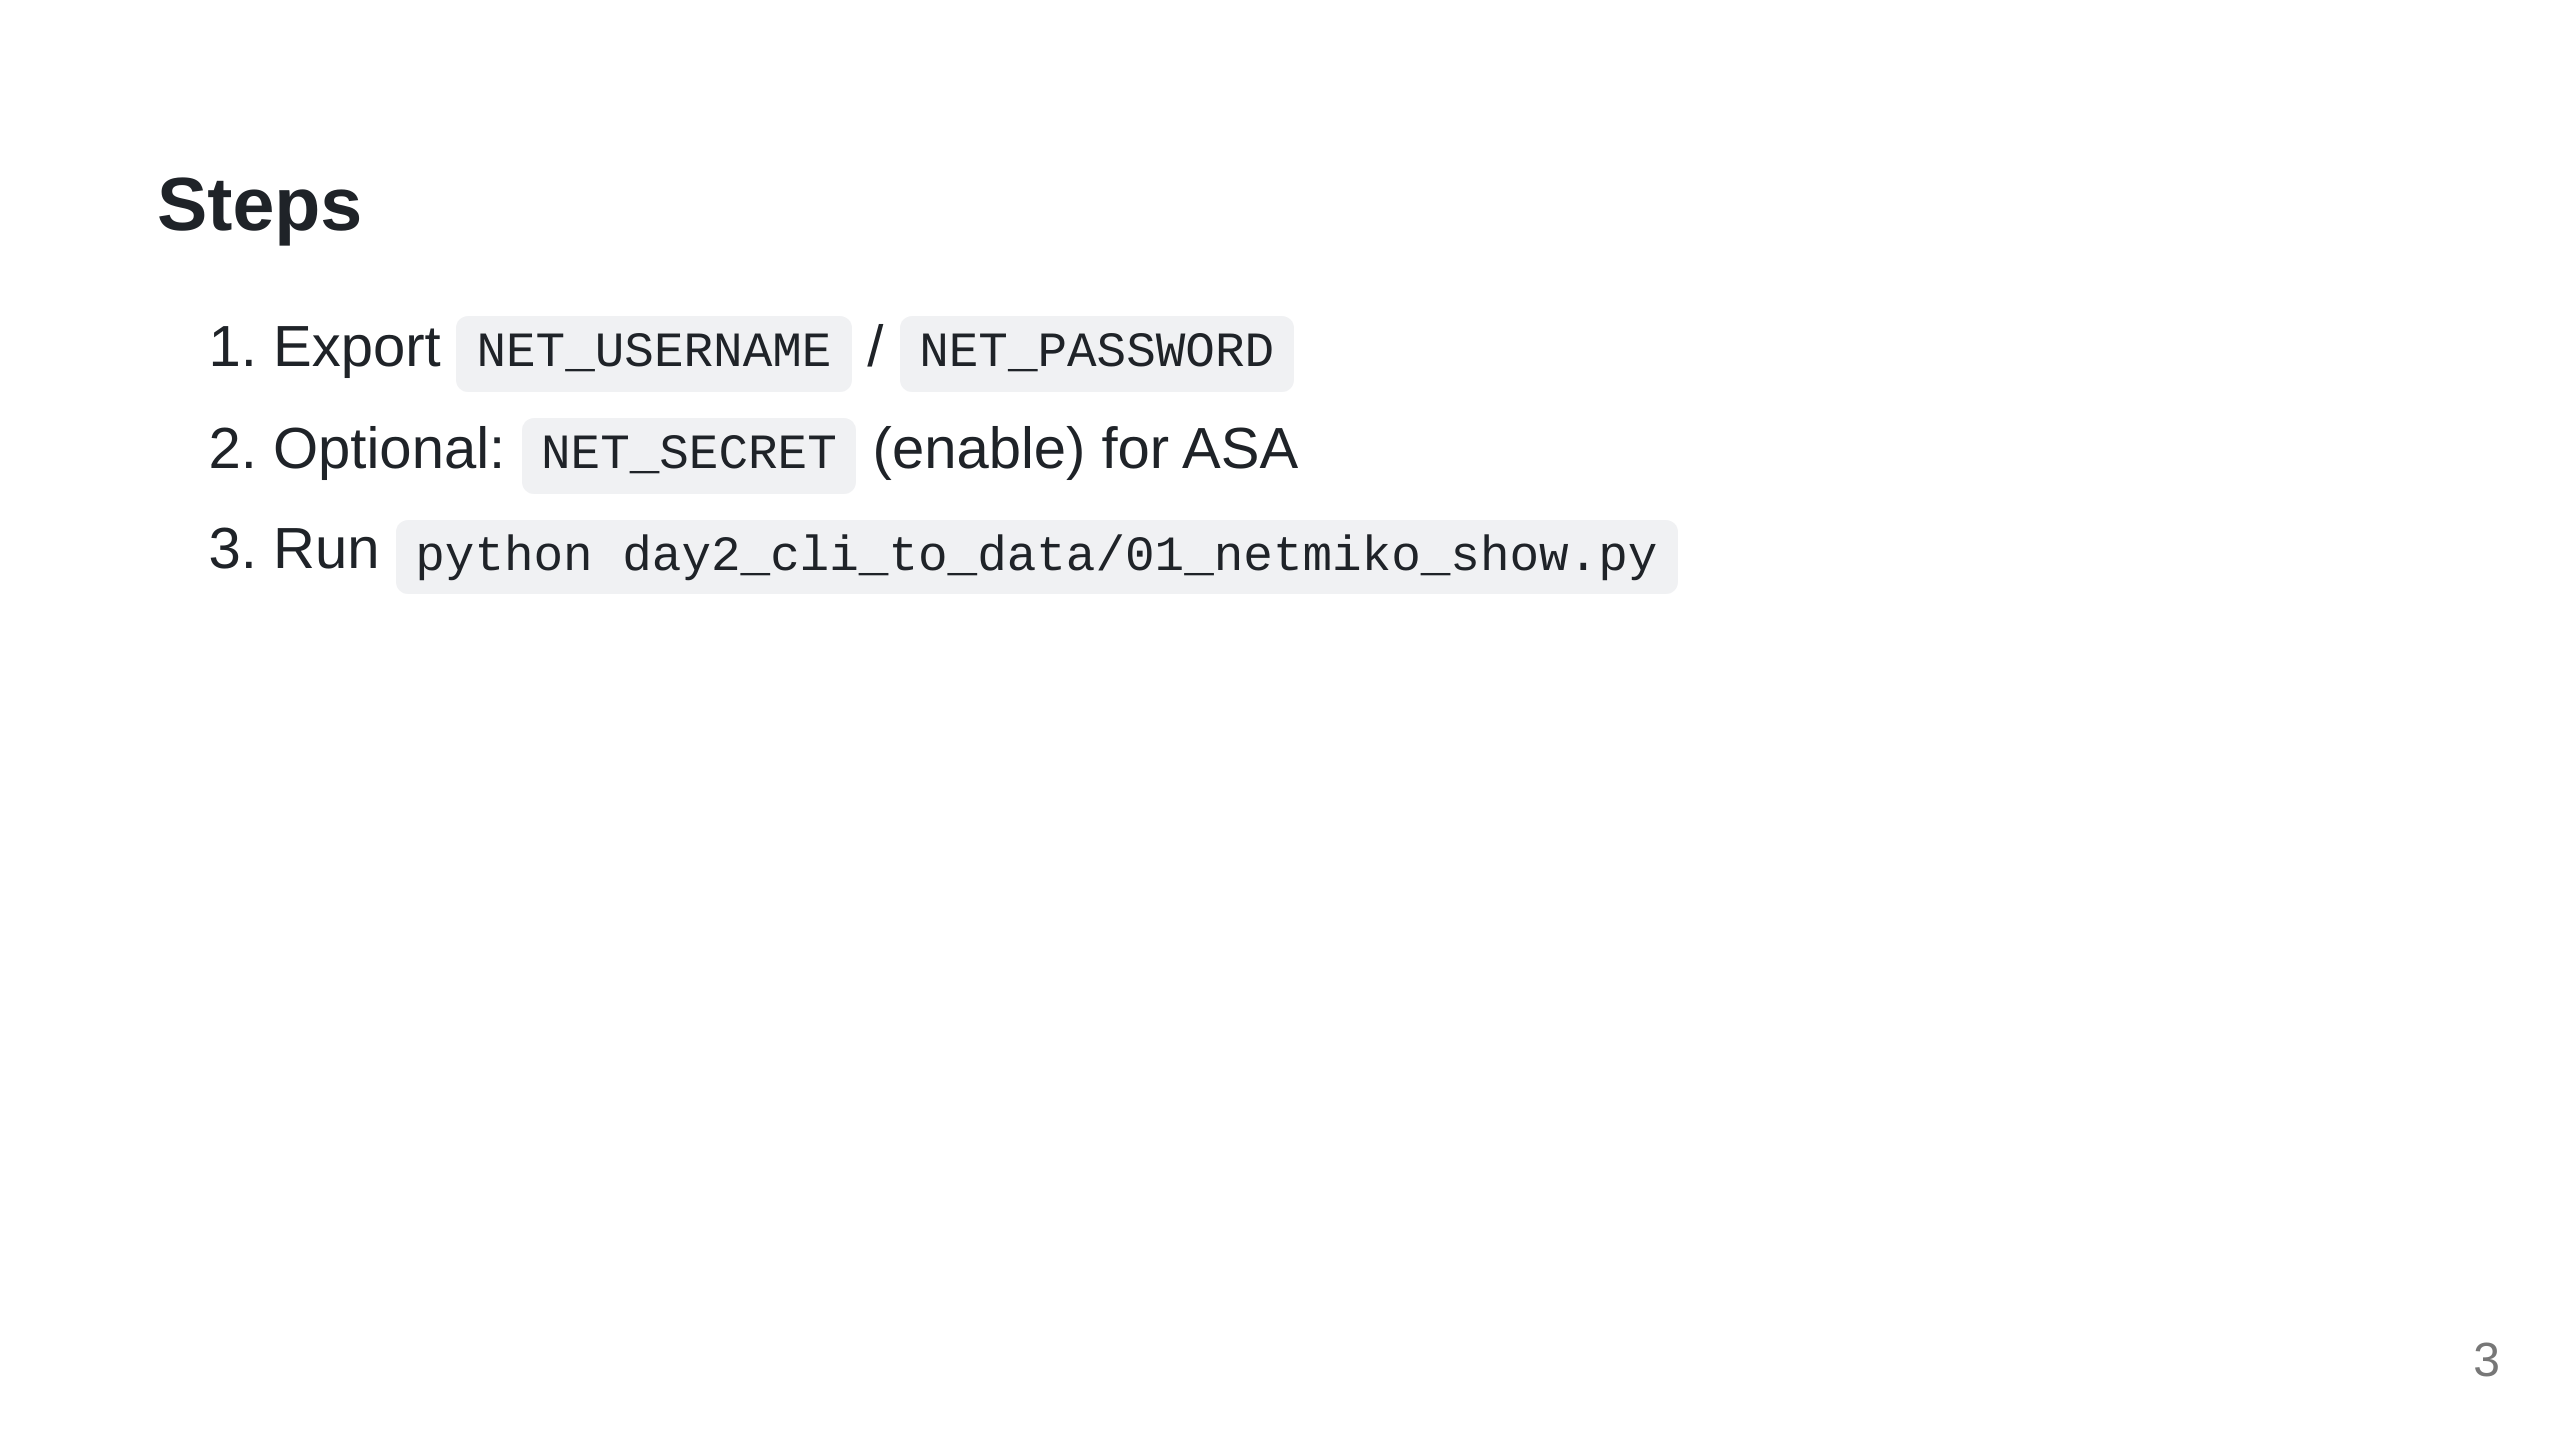 Steps
1. Export NET_USERNAME / NET_PASSWORD
2. Optional: NET_SECRET (enable) for ASA
3. Run python day2_cli_to_data/01_netmiko_show.py
3